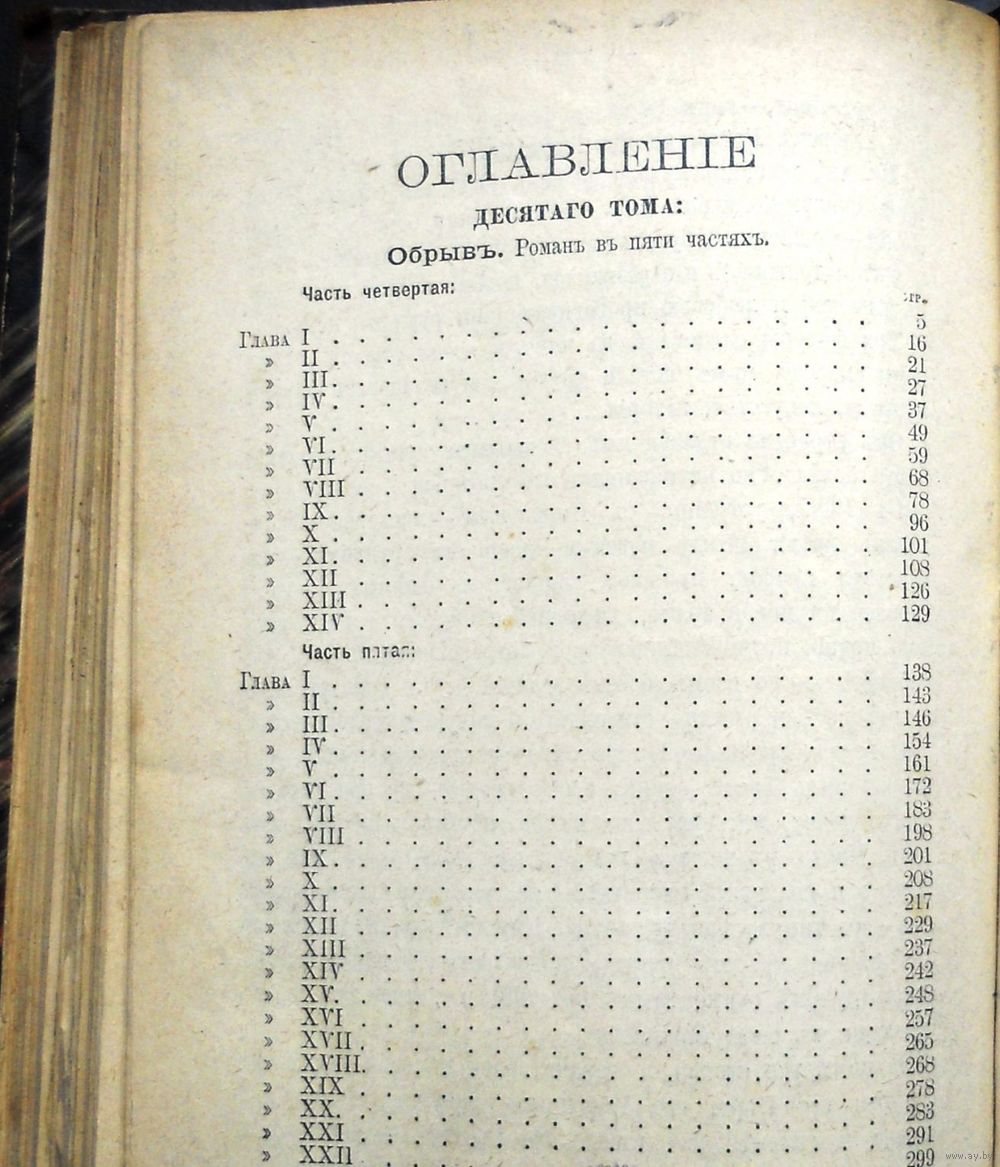 ОГЛАВЛЕНІЕ
ДЕСЯТАГО ТОМА:
Обрывъ. Романъ въ пяти частяхъ.
Часть четвертая:
Глава I . . . . . . . . . . . . . . 5
» II . . . . . . . . . . . . . . 16
» III. . . . . . . . . . . . . . 21
» IV . . . . . . . . . . . . . . 27
» V . . . . . . . . . . . . . . 37
» VI . . . . . . . . . . . . . . 49
» VII . . . . . . . . . . . . . . 59
» VIII . . . . . . . . . . . . . . 68
» IX . . . . . . . . . . . . . . 78
» X . . . . . . . . . . . . . . 96
» XI. . . . . . . . . . . . . . 101
» XII . . . . . . . . . . . . . . 108
» XIII . . . . . . . . . . . . . . 126
» XIV . . . . . . . . . . . . . . 129
Часть пятая:
Глава I . . . . . . . . . . . . . . 138
» II . . . . . . . . . . . . . . 143
» III. . . . . . . . . . . . . . 146
» IV . . . . . . . . . . . . . . 154
» V . . . . . . . . . . . . . . 161
» VI . . . . . . . . . . . . . . 172
» VII . . . . . . . . . . . . . . 183
» VIII . . . . . . . . . . . . . . 198
» IX . . . . . . . . . . . . . . 201
» X . . . . . . . . . . . . . . 208
» XI. . . . . . . . . . . . . . 217
» XII . . . . . . . . . . . . . . 229
» XIII . . . . . . . . . . . . . . 237
» XIV . . . . . . . . . . . . . . 242
» XV. . . . . . . . . . . . . . 248
» XVI . . . . . . . . . . . . . . 257
» XVII . . . . . . . . . . . . . . 265
» XVIII. . . . . . . . . . . . . . 268
» XIX . . . . . . . . . . . . . . 278
» XX. . . . . . . . . . . . . . 283
» XXI . . . . . . . . . . . . . . 291
» XXII . . . . . . . . . . . . . . 299
www.ay.by